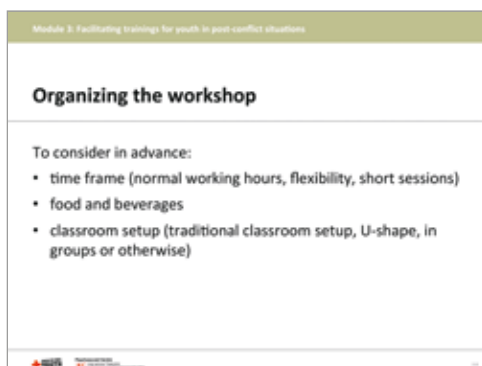 Module 3: Facilitating trainings for youth in post-conflict situations
Organizing the workshop
To consider in advance:
• time frame (normal working hours, flexibility, short sessions)
• food and beverages
• classroom setup (traditional classroom setup, U-shape, in
groups or otherwise)